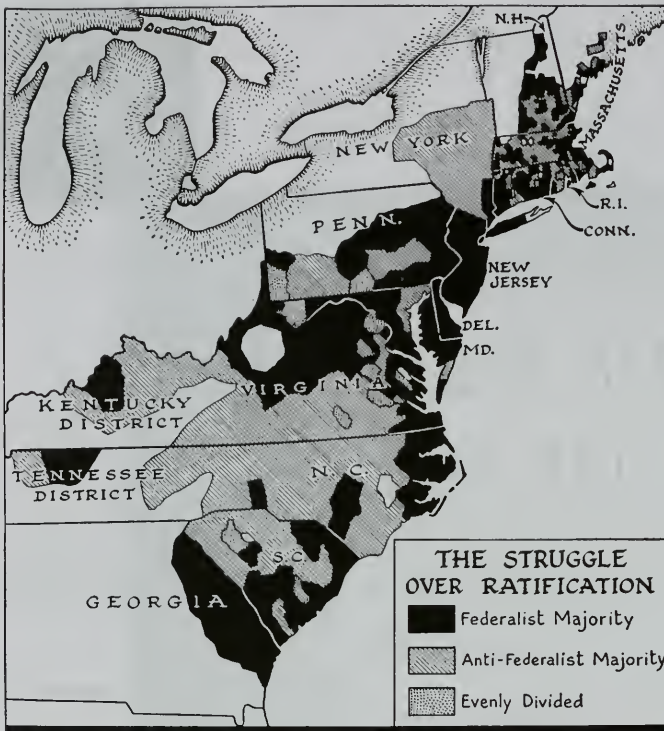 N.H.
MASSACHUSETTS
NEW YORK
R.I.
PENN.
CONN.
NEW
JERSEY
DEL.
MD.
VIRGINIA
KENTUCKY
DISTRICT
TENNESSEE
DISTRICT
N.C.
S.C.
GEORGIA
THE STRUGGLE
OVER RATIFICATION
Federalist Majority
Anti-Federalist Majority
Evenly Divided